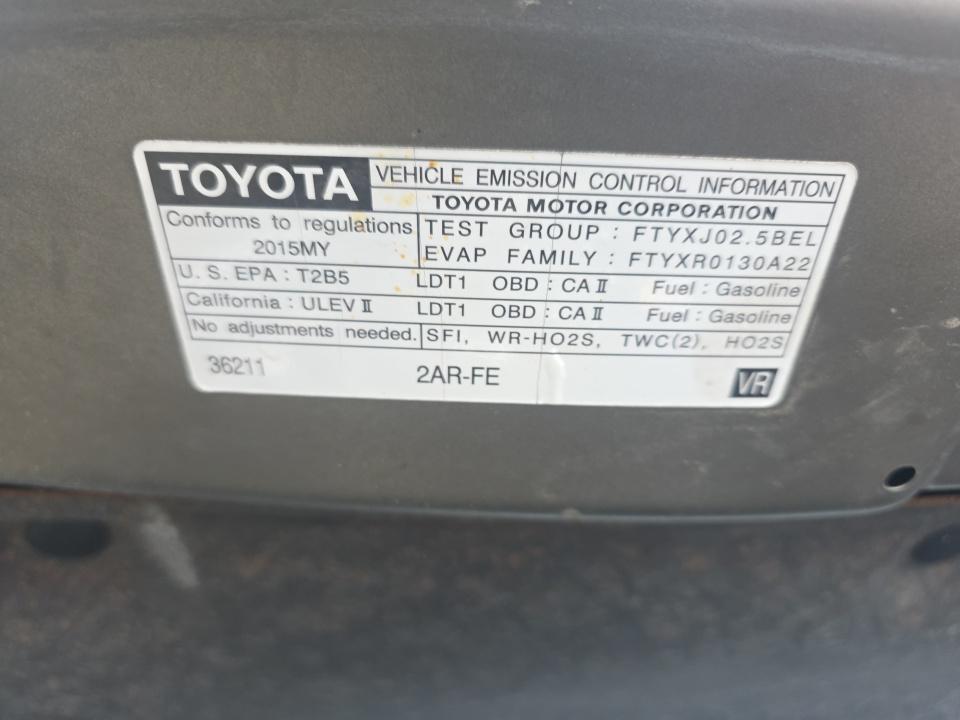 TOYOTA
VEHICLE EMISSION CONTROL INFORMATION
TOYOTA MOTOR CORPORATION
Conforms to regulations
2015MY
TEST GROUP : FTYXJ02.5BEL
EVAP FAMILY : FTYXR0130A22
U. S. EPA : T2B5 LDT1 OBD : CA II Fuel : Gasoline
California : ULEV II LDT1 OBD : CA II Fuel : Gasoline
No adjustments needed. SFI, WR-HO2S, TWC(2), HO2S
36211 2AR-FE VR